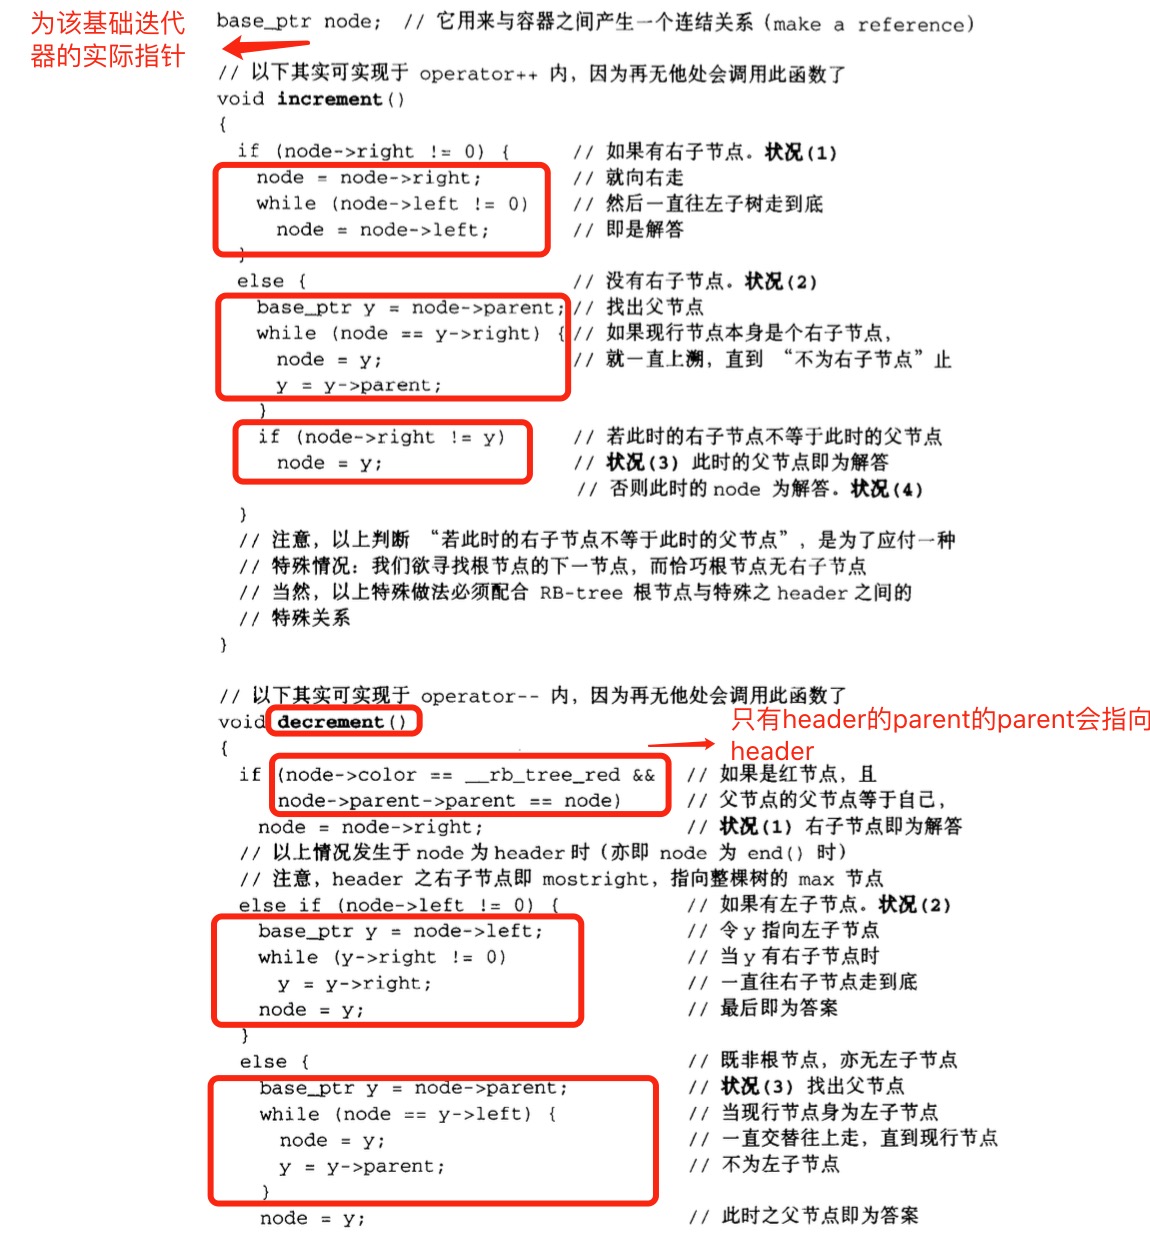 为该基础迭代
器的实际指针
base_ptr node;  // 它用来与容器之间产生一个连结关系（make a reference）
// 以下其实可实现于 operator++ 内，因为再无他处会调用此函数了
void increment()
{
if (node->right != 0) {  // 如果有右子节点。状况(1)
node = node->right;  // 就向右走
while (node->left != 0)  // 然后一直往左子树走到底
node = node->left;  // 即是解答
}
else {  // 没有右子节点。状况(2)
base_ptr y = node->parent;  // 找出父节点
while (node == y->right) {  // 如果现行节点本身是个右子节点，
node = y;  // 就一直上溯，直到 “不为右子节点”止
y = y->parent;
}
if (node->right != y)  // 若此时的右子节点不等于此时的父节点
node = y;  // 状况(3) 此时的父节点即为解答
// 否则此时的 node 为解答。状况(4)
}
// 注意，以上判断 “若此时的右子节点不等于此时的父节点”，是为了应付一种
// 特殊情况：我们欲寻找根节点的下一节点，而恰巧根节点无右子节点
// 当然，以上特殊做法必须配合 RB-tree 根节点与特殊之 header 之间的
// 特殊关系
}
// 以下其实可实现于 operator-- 内，因为再无他处会调用此函数了
void decrement()
只有header的parent的parent会指向
header
{
if (node->color == __rb_tree_red &&  // 如果是红节点，且
node->parent->parent == node)  // 父节点的父节点等于自己，
node = node->right;  // 状况(1) 右子节点即为解答
// 以上情况发生于 node 为 header 时（亦即 node 为 end() 时）
// 注意，header 之右子节点即 mostright，指向整棵树的 max 节点
else if (node->left != 0) {  // 如果有左子节点。状况(2)
base_ptr y = node->left;  // 令 y 指向左子节点
while (y->right != 0)  // 当 y 有右子节点时
y = y->right;  // 一直往右子节点走到底
node = y;  // 最后即为答案
}
else {  // 既非根节点，亦无左子节点
base_ptr y = node->parent;  // 状况(3) 找出父节点
while (node == y->left) {  // 当现行节点身为左子节点
node = y;  // 一直交替往上走，直到现行节点
y = y->parent;  // 不为左子节点
}
node = y;  // 此时之父节点即为答案